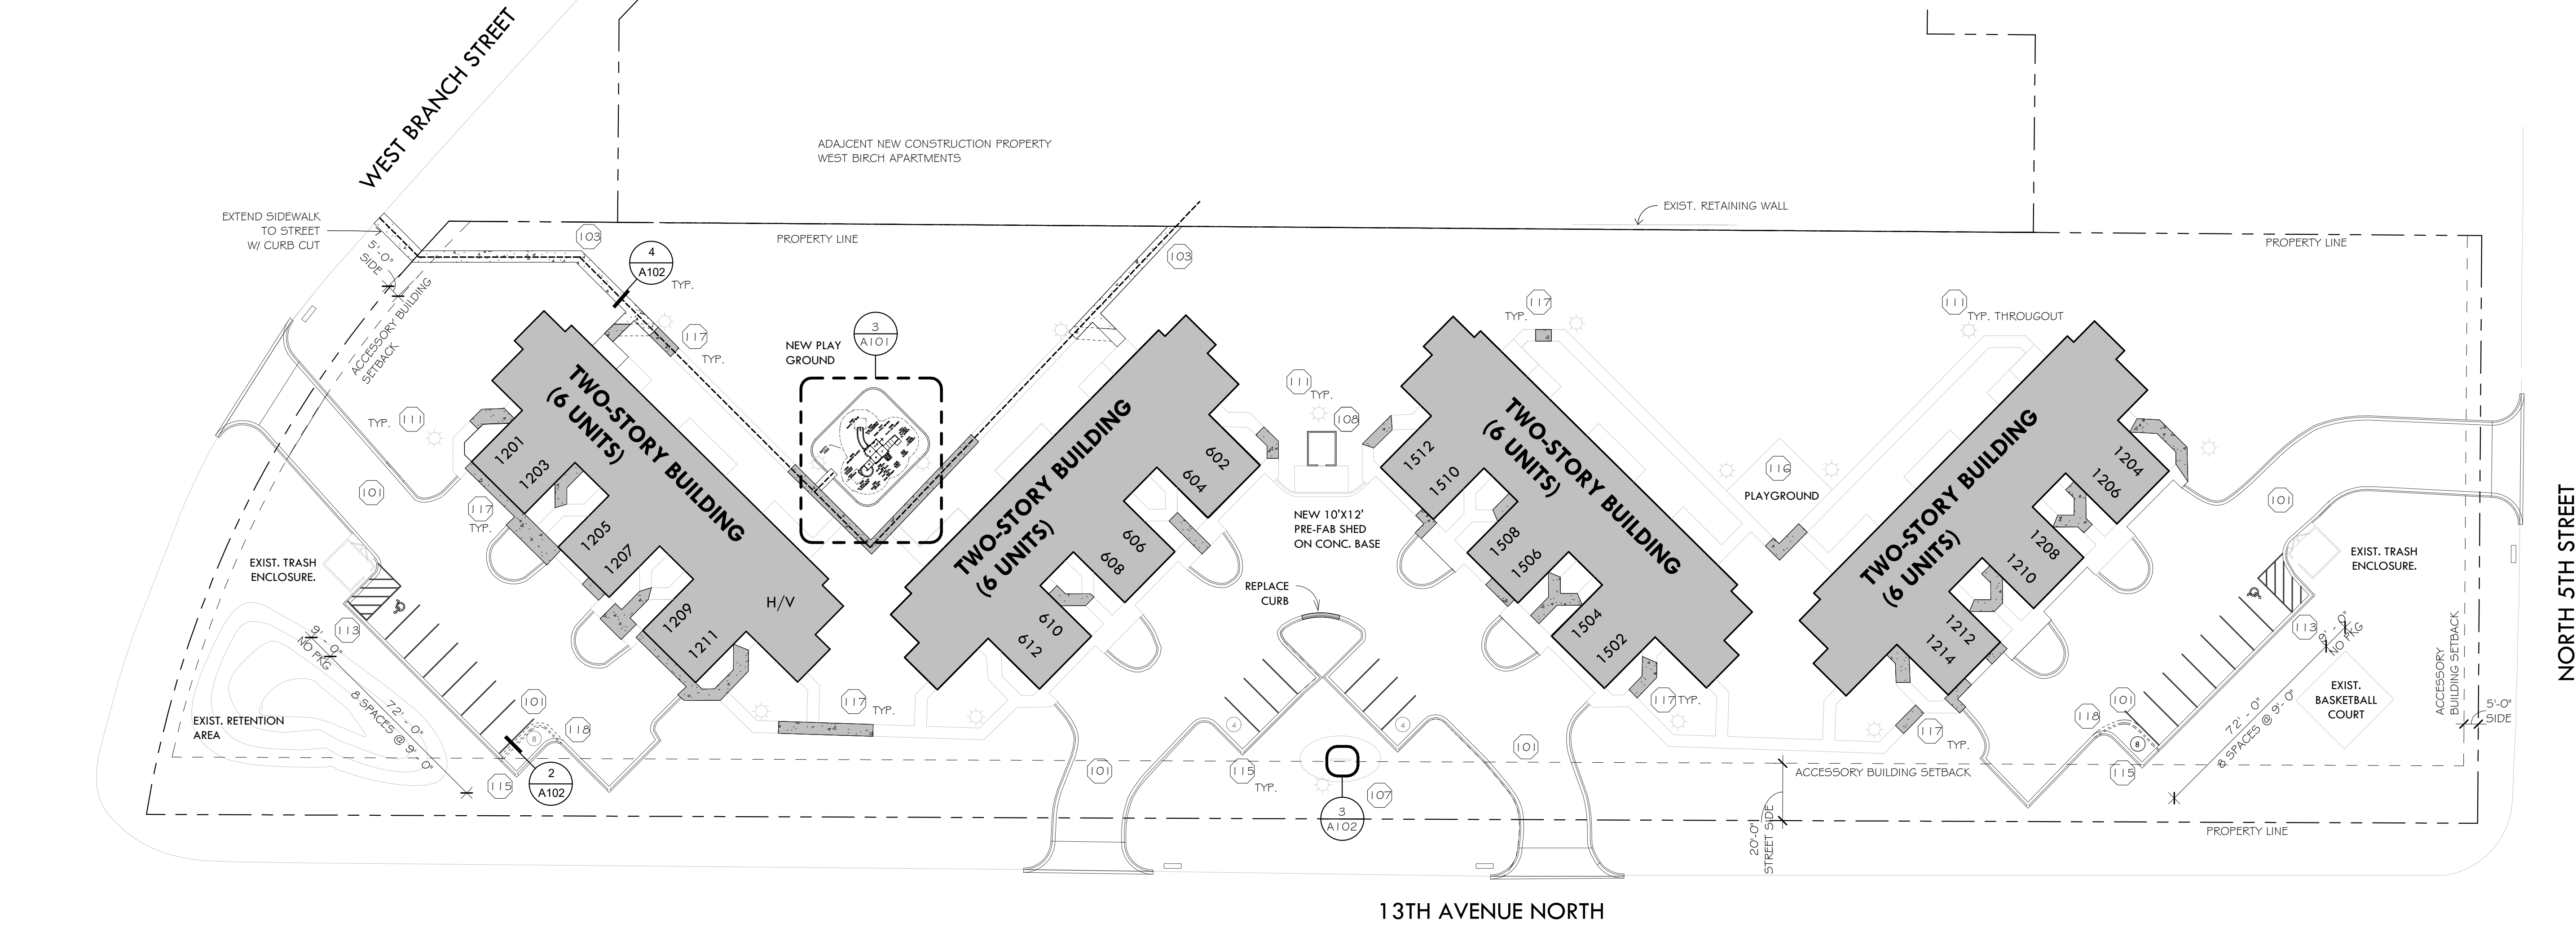 WEST BRANCH STREET
ADAJCENT NEW CONSTRUCTION PROPERTY
WEST BIRCH APARTMENTS
EXTEND SIDEWALK
TO STREET
W/ CURB CUT
5'-0"
SIDE
ACCESSORY BUILDING
SETBACK
103
4
A102
TYP.
PROPERTY LINE
103
EXIST. RETAINING WALL
PROPERTY LINE
117
TYP.
NEW PLAY
GROUND
3
A101
117
TYP.
111
TYP. THROUGOUT
TYP.
111
TWO-STORY BUILDING
(6 UNITS)
1201
1203
1205
1207
1209
1211
H/V
TWO-STORY BUILDING
(6 UNITS)
602
604
606
608
610
612
111
TYP.
108
NEW 10'X12'
PRE-FAB SHED
ON CONC. BASE
TWO-STORY BUILDING
(6 UNITS)
1512
1510
1508
1506
1504
1502
116
PLAYGROUND
TWO-STORY BUILDING
(6 UNITS)
1204
1206
1208
1210
1212
1214
101
117
TYP.
101
EXIST. TRASH
ENCLOSURE.
EXIST. TRASH
ENCLOSURE.
REPLACE
CURB
113
9'-0"
NO PKG
72'-0"
8 SPACES @ 9'-0"
EXIST. RETENTION
AREA
101
118
8
115
2
A102
117
TYP.
101
4
4
115
TYP.
107
3
A102
101
117
TYP.
117
TYP.
ACCESSORY BUILDING SETBACK
20'-0"
STREET SIDE
101
118
8
115
113
9'-0"
NO PKG
72'-0"
8 SPACES @ 9'-0"
EXIST.
BASKETBALL
COURT
ACCESSORY
BUILDING SETBACK
5'-0"
SIDE
PROPERTY LINE
NORTH 5TH STREET
13TH AVENUE NORTH